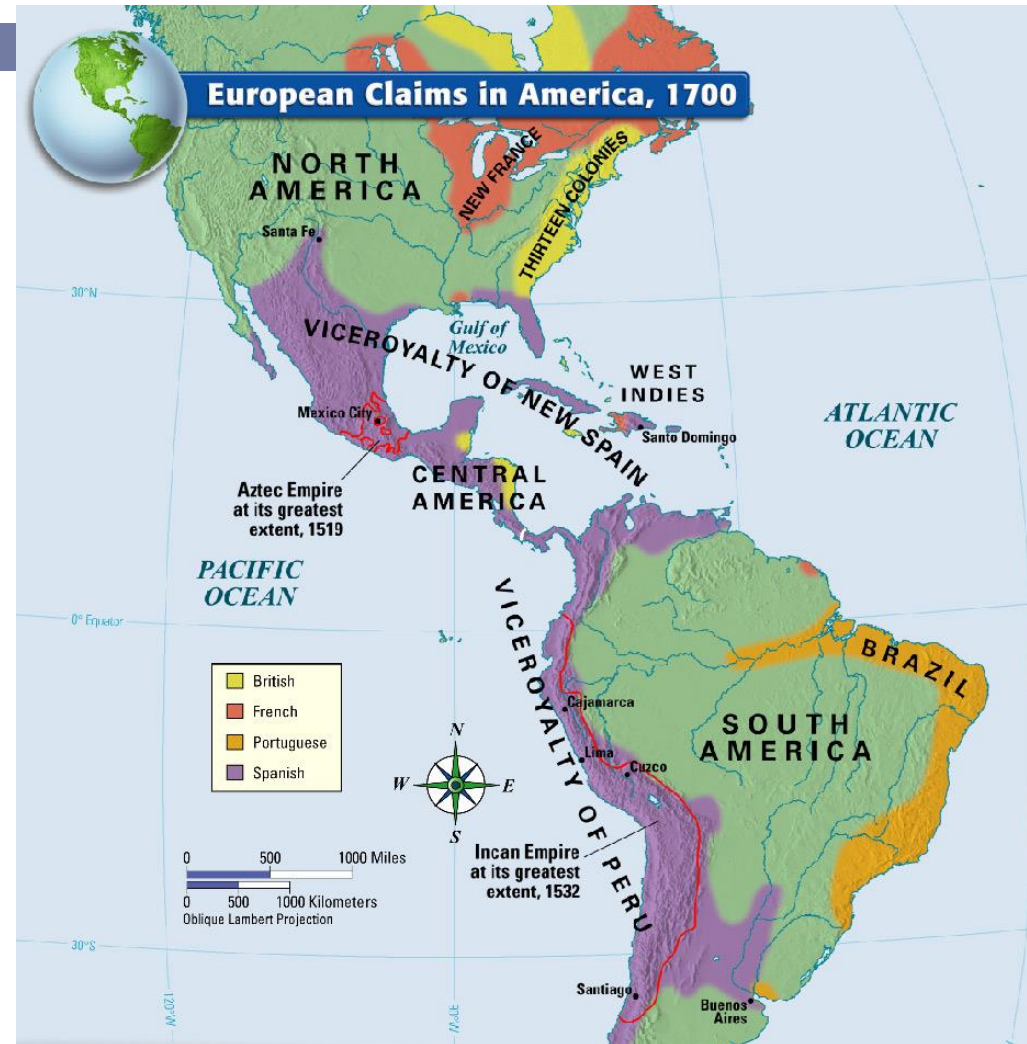 European Claims in America, 1700
NORTH
AMERICA
NEW FRANCE
THIRTEEN COLONIES
Santa Fe
30°N
Gulf of
Mexico
VICEROYALTY OF NEW SPAIN
WEST
INDIES
Mexico City
Santo Domingo
ATLANTIC
OCEAN
CENTRAL
AMERICA
Aztec Empire
at its greatest
extent, 1519
PACIFIC
OCEAN
0° Equator
VICEROYALTY OF PERU
BRAZIL
British
French
Portuguese
Spanish
Cajamarca
SOUTH
AMERICA
Lima
Cuzco
N
W
E
S
Incan Empire
at its greatest
extent, 1532
0 500 1000 Miles
0 500 1000 Kilometers
Oblique Lambert Projection
30°S
Santiago
Buenos
Aires
120°W
90°W